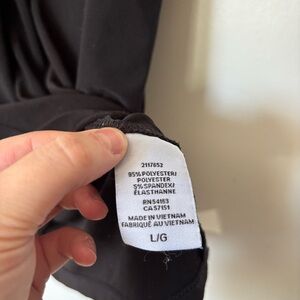 2117652
95% POLYESTER/
POLYESTER
5% SPANDEX/
ÉLASTHANNE
RN54163
CA57151
MADE IN VIETNAM
FABRIQUÉ AU VIETNAM
L/G